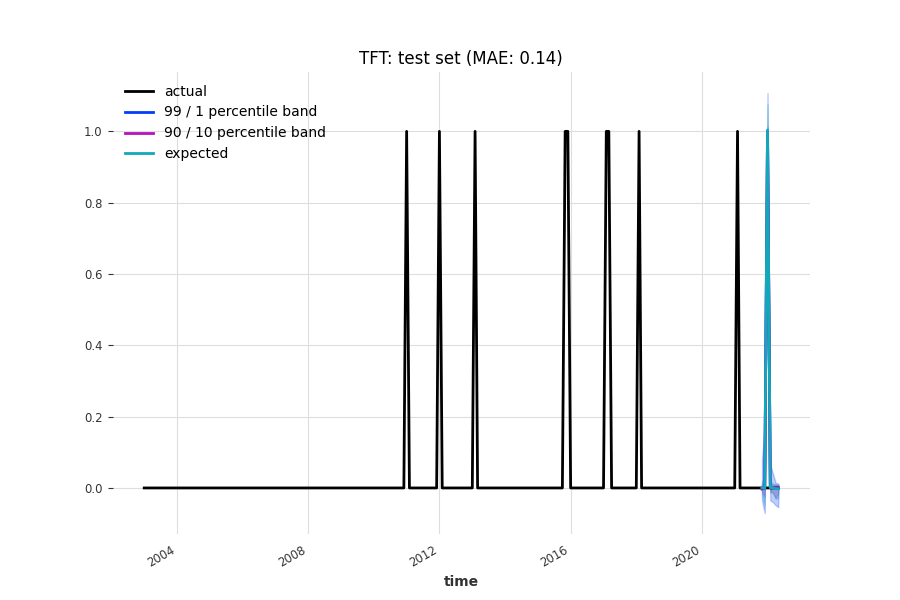 TFT: test set (MAE: 0.14)
actual
99 / 1 percentile band
90 / 10 percentile band
expected
1.0
0.8
0.6
0.4
0.2
0.0
2004
2008
2012
2016
2020
time